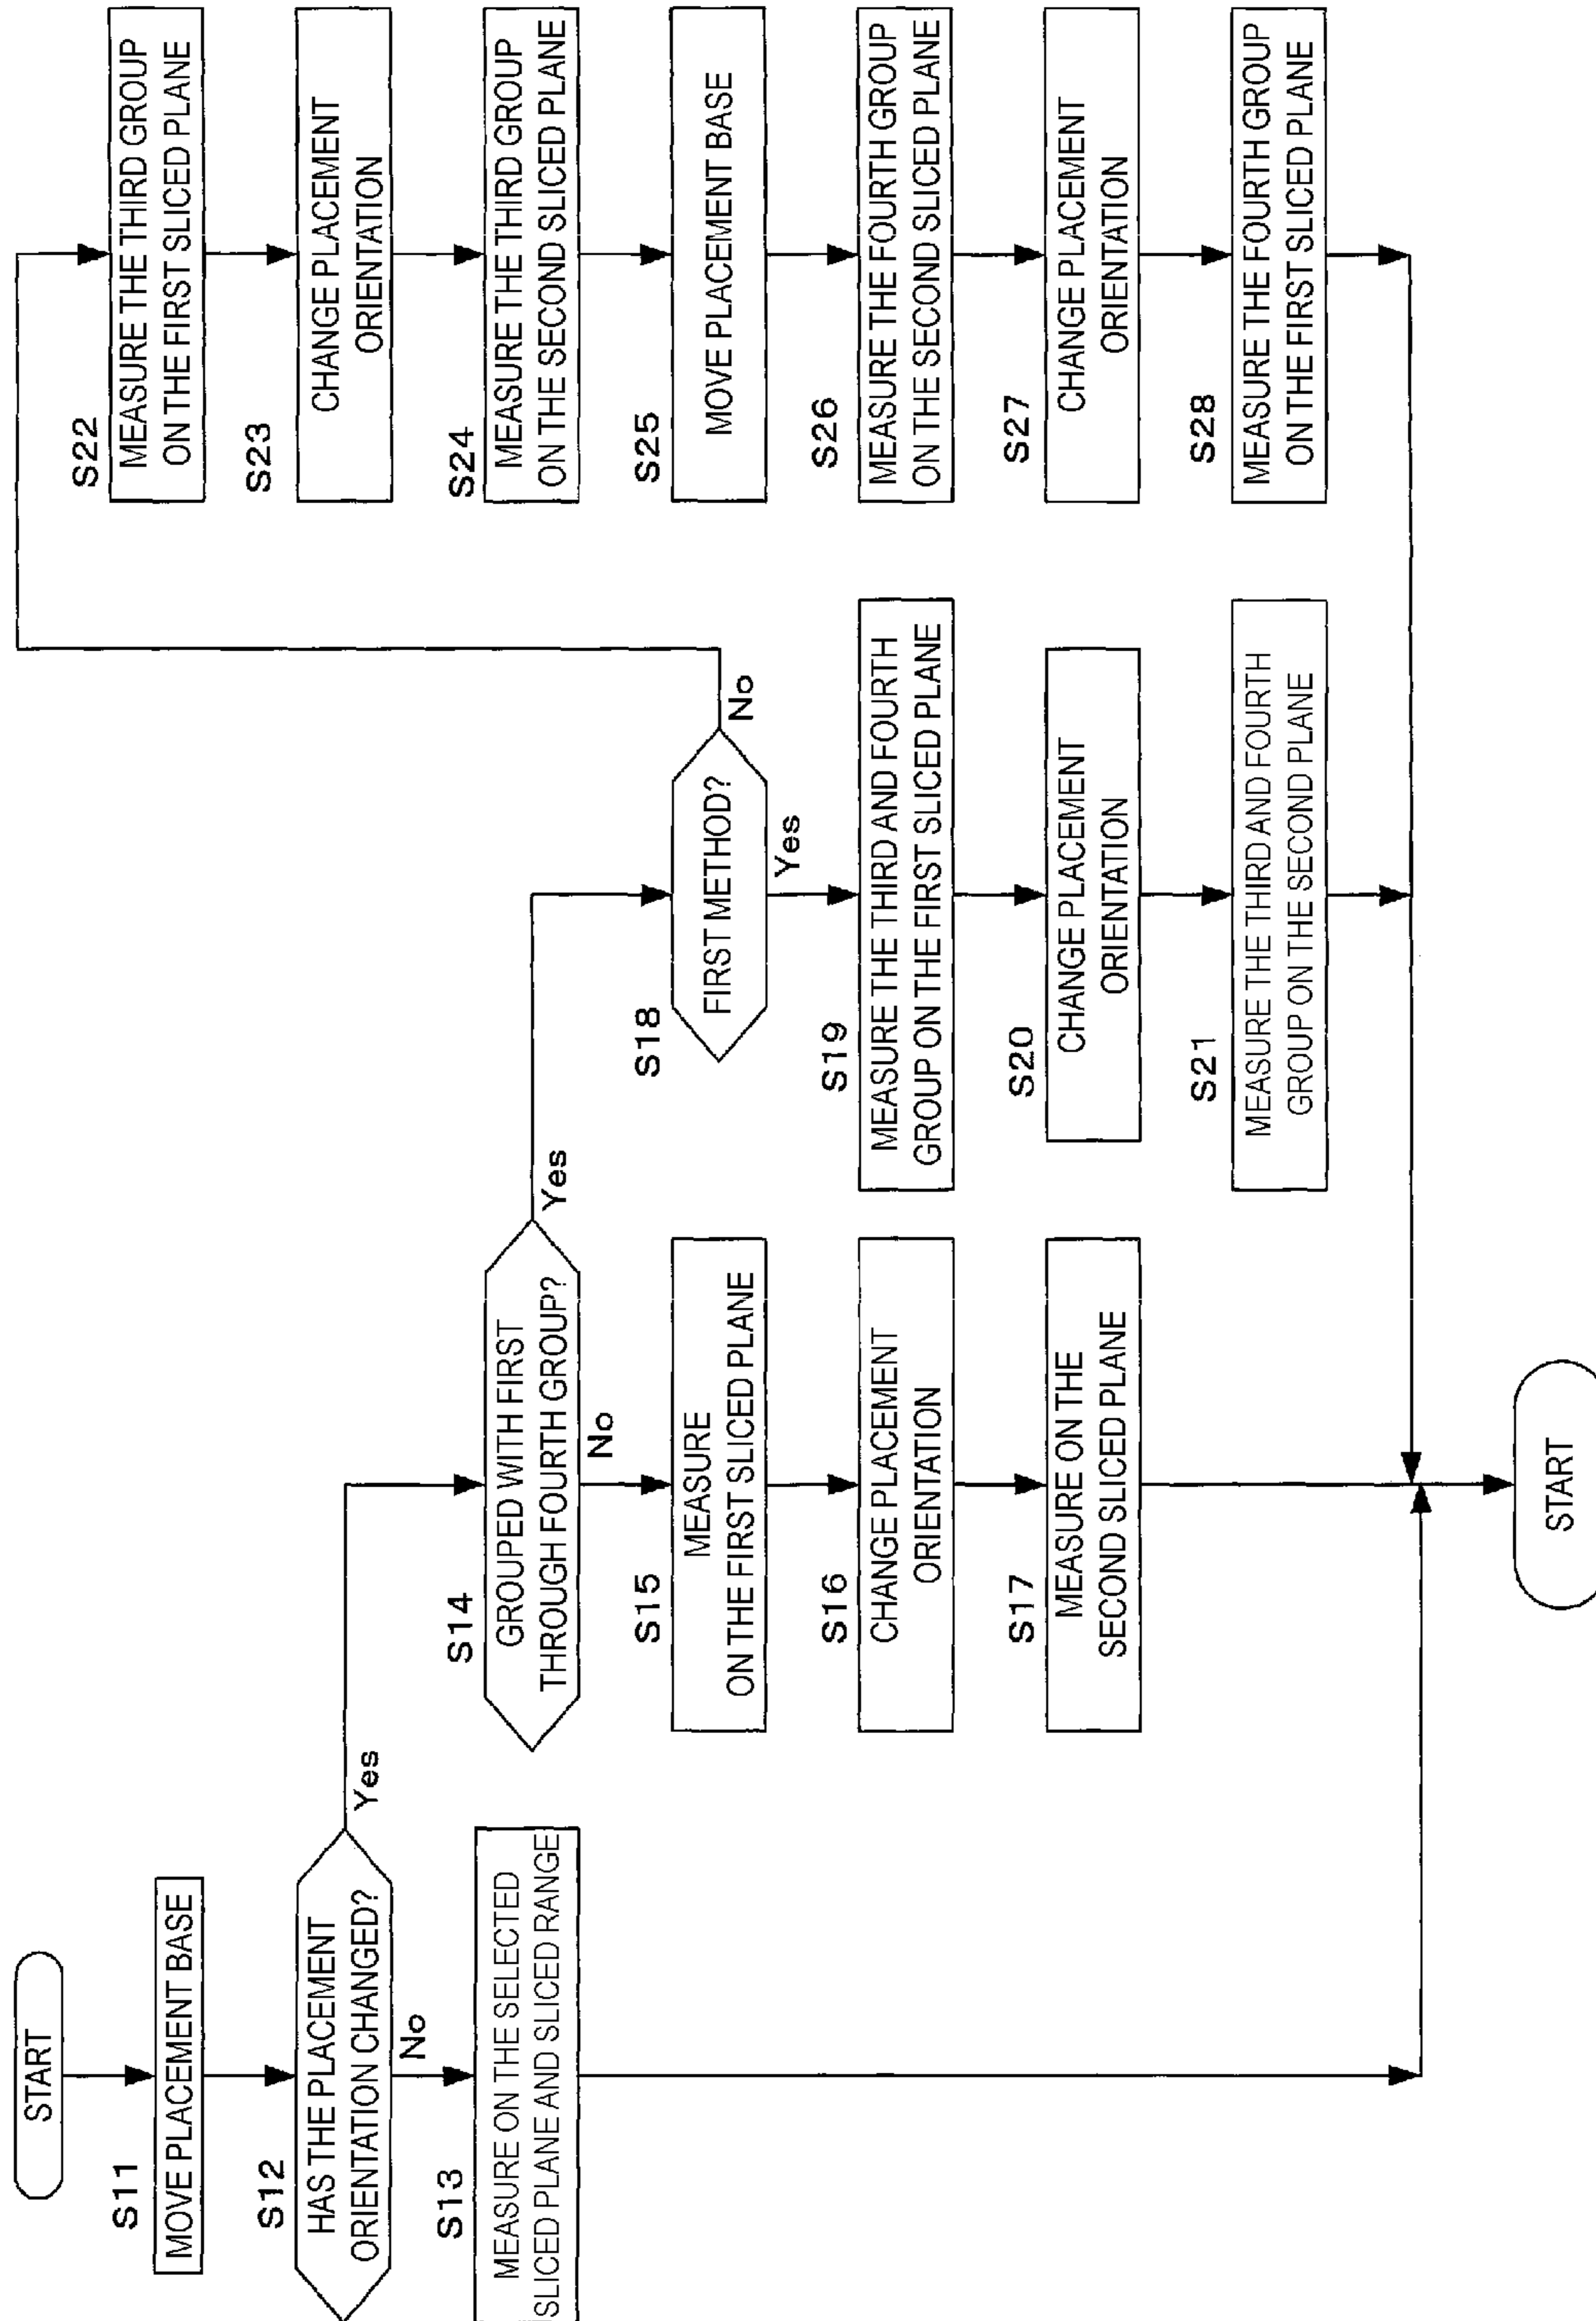 START
S11
MOVE PLACEMENT BASE
S12
HAS THE PLACEMENT
ORIENTATION CHANGED?
Yes
No
S13
MEASURE ON THE SELECTED
SLICED PLANE AND SLICED RANGE
S14
GROUPED WITH FIRST
THROUGH FOURTH GROUP?
Yes
No
S15
MEASURE
ON THE FIRST SLICED PLANE
S16
CHANGE PLACEMENT
ORIENTATION
S17
MEASURE ON THE
SECOND SLICED PLANE
S18
FIRST METHOD?
No
Yes
S19
MEASURE THE THIRD AND FOURTH
GROUP ON THE FIRST SLICED PLANE
S20
CHANGE PLACEMENT
ORIENTATION
S21
MEASURE THE THIRD AND FOURTH
GROUP ON THE SECOND PLANE
S22
MEASURE THE THIRD GROUP
ON THE FIRST SLICED PLANE
S23
CHANGE PLACEMENT
ORIENTATION
S24
MEASURE THE THIRD GROUP
ON THE SECOND SLICED PLANE
S25
MOVE PLACEMENT BASE
S26
MEASURE THE FOURTH GROUP
ON THE SECOND SLICED PLANE
S27
CHANGE PLACEMENT
ORIENTATION
S28
MEASURE THE FOURTH GROUP
ON THE FIRST SLICED PLANE
START